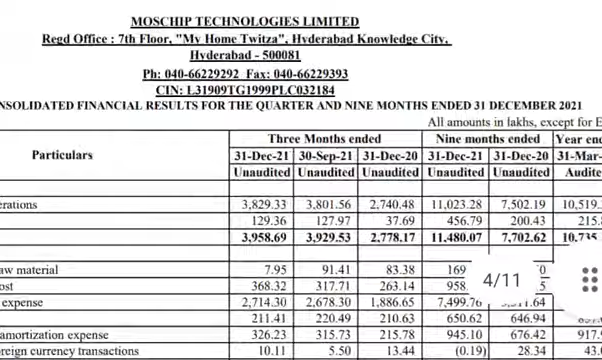 MOSCHIP TECHNOLOGIES LIMITED
Regd Office : 7th Floor, "My Home Twitza", Hyderabad Knowledge City,
Hyderabad - 500081
Ph: 040-66229292 Fax: 040-66229393
CIN: L31909TG1999PLC032184
NSOLIDATED FINANCIAL RESULTS FOR THE QUARTER AND NINE MONTHS ENDED 31 DECEMBER 2021
All amounts in lakhs, except for E
Particulars Three Months ended Nine months ended Year en
31-Dec-21 30-Sep-21 31-Dec-20 31-Dec-21 31-Dec-20 31-Mar-
Unaudited Unaudited Unaudited Unaudited Unaudited Audite
erations 3,829.33 3,801.56 2,740.48 11,023.28 7,502.19 10,519.
129.36 127.97 37.69 456.79 200.43 215.
3,958.69 3,929.53 2,778.17 11,480.07 7,702.62 10,735
aw material 7.95 91.41 83.38 169
ost 368.32 317.71 263.14 958
4/11
expense 2,714.30 2,678.30 1,886.65 7,499.76
211.41 220.49 210.63 650.62 646.94
amortization expense 326.23 315.73 215.78 945.10 676.42 917.
reign currency transactions 10.11 5.50 13.44 (0.19) 28.34 43.